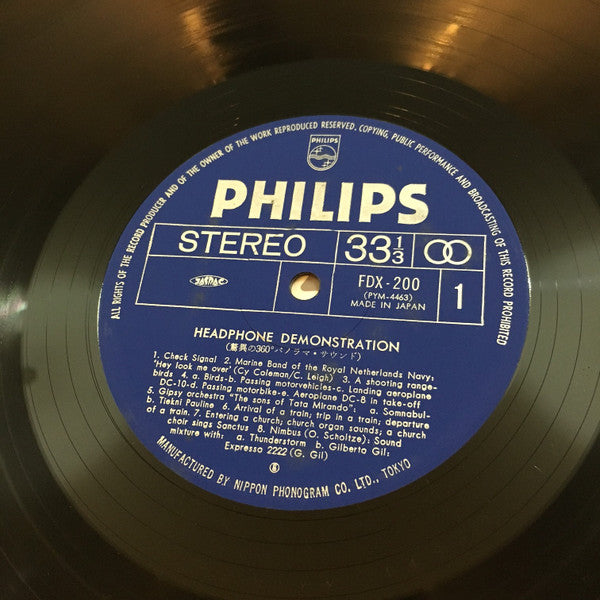 ALL RIGHTS OF THE RECORD PRODUCER AND OF THE OWNER OF THE WORK REPRODUCED RESERVED. COPYING, PUBLIC PERFORMANCE AND BROADCASTING OF THIS RECORD PROHIBITED
PHILIPS
PHILIPS
STEREO 33 1/3
JASRAC FDX-200 1
(PYM-4463)
MADE IN JAPAN
HEADPHONE DEMONSTRATION
(驚異の360°パノラマ・サウンド)
1. Check Signal 2. Marine Band of the Royal Netherlands Navy:
"Hey look me over" (Cy Coleman/C. Leigh) 3. A shooting range-
birds 4. a. Birds-b. Passing motorvehicles-c. Landing aeroplane
DC-10-d. Passing motorbike-e. Aeroplane DC-8 in take-off
5. Gipsy orchestra "The sons of Tata Mirando": a. Somnabul-
b. Tiekni Pauline 6. Arrival of a train; trip in a train; departure
of a train. 7. Entering a church; church organ sounds; a church
choir sings Sanctus 8. Nimbus (O. Scholtze): Sound
mixture with: a. Thunderstorm b. Gilberto Gil:
Expresso 2222 (G. Gil)
MANUFACTURED BY NIPPON PHONOGRAM CO. LTD., TOKYO